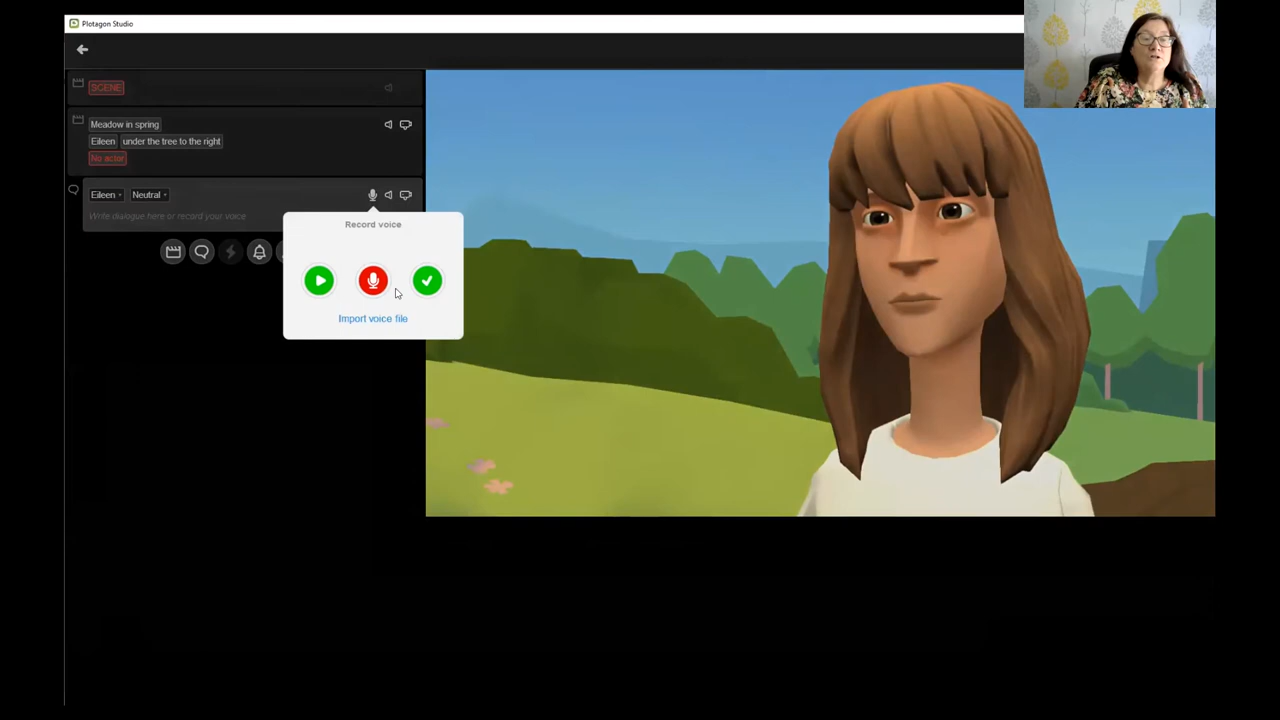 Plotagon Studio
SCENE
Meadow in spring
Eileen under the tree to the right
No actor
Eileen Neutral
Write dialogue here or record your voice
Record voice
Import voice file